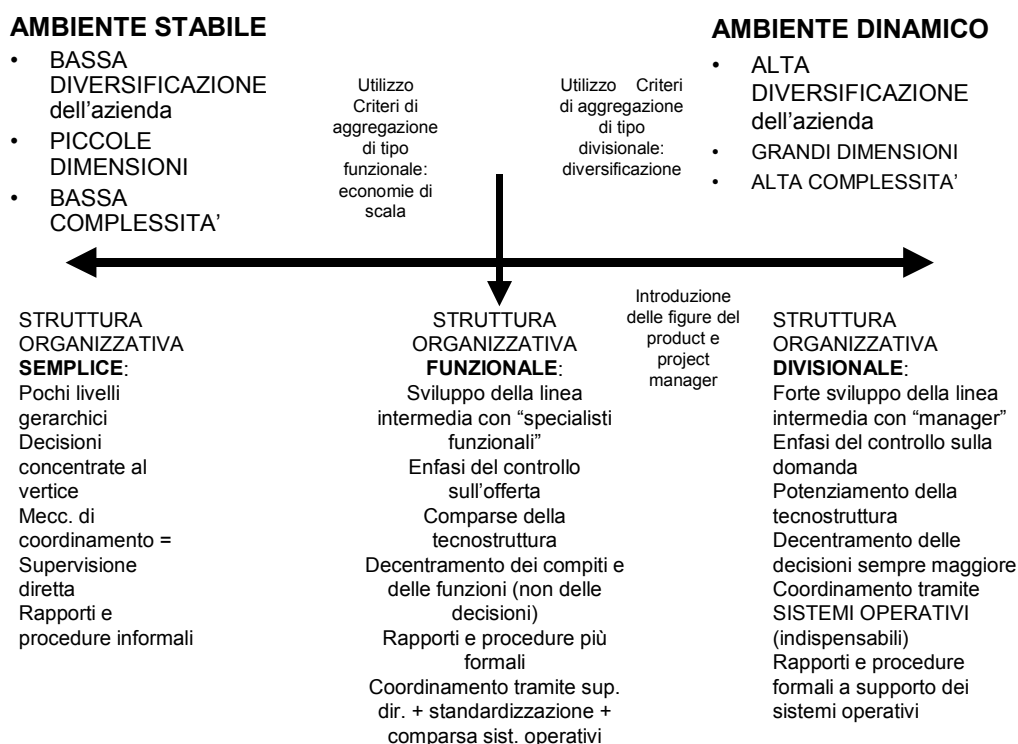 AMBIENTE STABILE
• BASSA
DIVERSIFICAZIONE
dell’azienda
• PICCOLE
DIMENSIONI
• BASSA
COMPLESSITA’
Utilizzo
Criteri di
aggregazione
di tipo
funzionale:
economie di
scala
Utilizzo Criteri
di aggregazione
di tipo
divisionale:
diversificazione
AMBIENTE DINAMICO
• ALTA
DIVERSIFICAZIONE
dell’azienda
• GRANDI DIMENSIONI
• ALTA COMPLESSITA’
STRUTTURA
ORGANIZZATIVA
SEMPLICE:
Pochi livelli
gerarchici
Decisioni
concentrate al
vertice
Mecc. di
coordinamento =
Supervisione
diretta
Rapporti e
procedure informali
STRUTTURA
ORGANIZZATIVA
FUNZIONALE:
Sviluppo della linea
intermedia con “specialisti
funzionali”
Enfasi del controllo
sull’offerta
Comparse della
tecnostruttura
Decentramento dei compiti e
delle funzioni (non delle
decisioni)
Rapporti e procedure più
formali
Coordinamento tramite sup.
dir. + standardizzazione +
comparsa sist. operativi
Introduzione
delle figure del
product e
project
manager
STRUTTURA
ORGANIZZATIVA
DIVISIONALE:
Forte sviluppo della linea
intermedia con “manager”
Enfasi del controllo sulla
domanda
Potenziamento della
tecnostruttura
Decentramento delle
decisioni sempre maggiore
Coordinamento tramite
SISTEMI OPERATIVI
(indispensabili)
Rapporti e procedure
formali a supporto dei
sistemi operativi